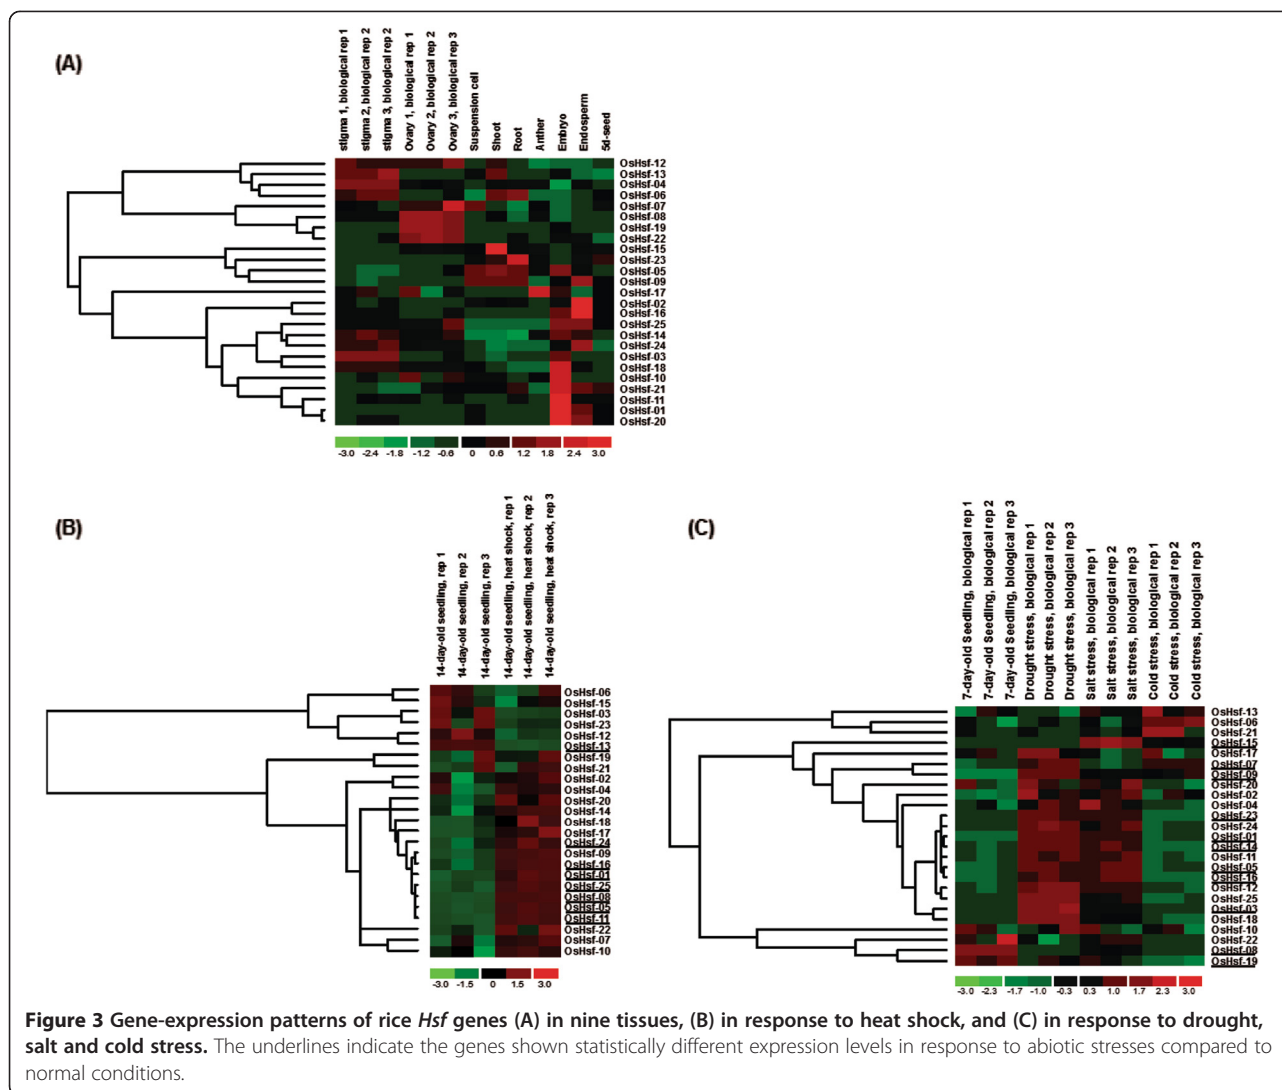 (A)
stigma 1, biological rep 1
stigma 2, biological rep 2
stigma 3, biological rep 2
Ovary 1, biological rep 1
Ovary 2, biological rep 2
Ovary 3, biological rep 3
Suspension cell
Shoot
Root
Anther
Embryo
Endosperm
5d-seed
OsHsf-12
OsHsf-13
OsHsf-04
OsHsf-06
OsHsf-07
OsHsf-08
OsHsf-19
OsHsf-22
OsHsf-15
OsHsf-23
OsHsf-05
OsHsf-09
OsHsf-17
OsHsf-02
OsHsf-16
OsHsf-25
OsHsf-14
OsHsf-24
OsHsf-03
OsHsf-18
OsHsf-10
OsHsf-21
OsHsf-11
OsHsf-01
OsHsf-20
-3.0 -2.4 -1.8 -1.2 -0.6 0 0.6 1.2 1.8 2.4 3.0
(B)
14-day-old seedling, rep 1
14-day-old seedling, rep 2
14-day-old seedling, rep 3
14-day-old seedling, heat shock, rep 1
14-day-old seedling, heat shock, rep 2
14-day-old seedling, heat shock, rep 3
OsHsf-06
OsHsf-15
OsHsf-03
OsHsf-23
OsHsf-12
OsHsf-13
OsHsf-19
OsHsf-21
OsHsf-02
OsHsf-04
OsHsf-20
OsHsf-14
OsHsf-18
OsHsf-17
OsHsf-24
OsHsf-09
OsHsf-16
OsHsf-01
OsHsf-25
OsHsf-08
OsHsf-05
OsHsf-11
OsHsf-22
OsHsf-07
OsHsf-10
-3.0 -1.5 0 1.5 3.0
(C)
7-day-old Seedling, biological rep 1
7-day-old Seedling, biological rep 2
7-day-old Seedling, biological rep 3
Drought stress, biological rep 1
Drought stress, biological rep 2
Drought stress, biological rep 3
Salt stress, biological rep 1
Salt stress, biological rep 2
Salt stress, biological rep 3
Cold stress, biological rep 1
Cold stress, biological rep 2
Cold stress, biological rep 3
OsHsf-13
OsHsf-06
OsHsf-21
OsHsf-15
OsHsf-17
OsHsf-07
OsHsf-09
OsHsf-20
OsHsf-02
OsHsf-04
OsHsf-23
OsHsf-24
OsHsf-01
OsHsf-14
OsHsf-11
OsHsf-05
OsHsf-16
OsHsf-12
OsHsf-25
OsHsf-03
OsHsf-18
OsHsf-10
OsHsf-22
OsHsf-08
OsHsf-19
-3.0 -2.3 -1.7 -1.0 -0.3 0.3 1.0 1.7 2.3 3.0
Figure 3 Gene-expression patterns of rice Hsf genes (A) in nine tissues, (B) in response to heat shock, and (C) in response to drought,
salt and cold stress. The underlines indicate the genes shown statistically different expression levels in response to abiotic stresses compared to
normal conditions.